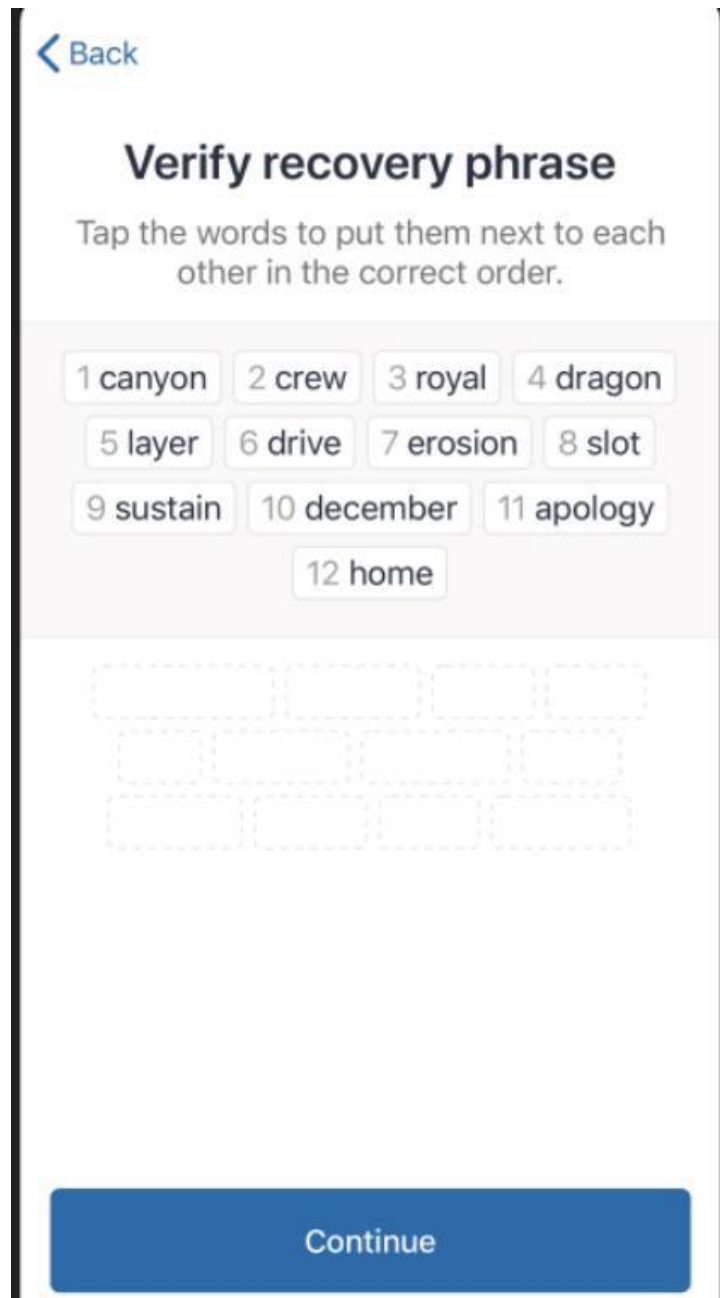 Back
Verify recovery phrase
Tap the words to put them next to each
other in the correct order.
1 canyon 2 crew 3 royal 4 dragon
5 layer 6 drive 7 erosion 8 slot
9 sustain 10 december 11 apology
12 home
Continue